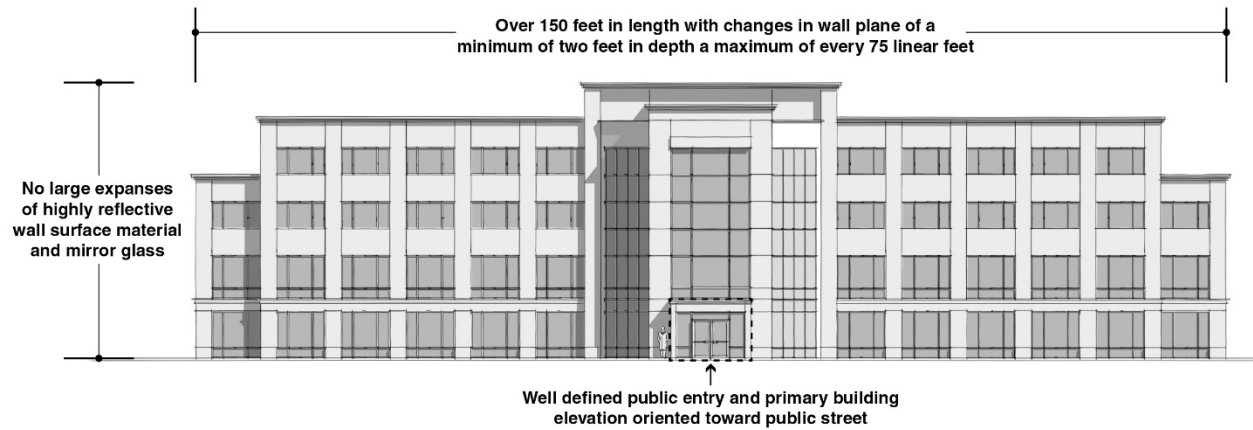 Over 150 feet in length with changes in wall plane of a
minimum of two feet in depth a maximum of every 75 linear feet
No large expanses
of highly reflective
wall surface material
and mirror glass
Well defined public entry and primary building
elevation oriented toward public street